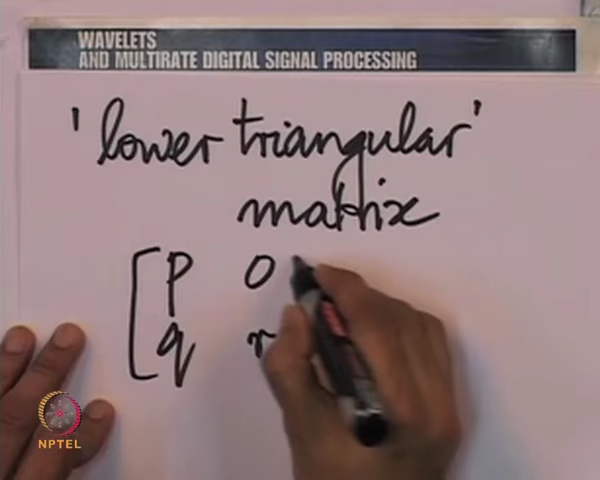 WAVELETS
AND MULTIRATE DIGITAL SIGNAL PROCESSING
'lower triangular'
matrix
[ p 0
q r
NPTEL